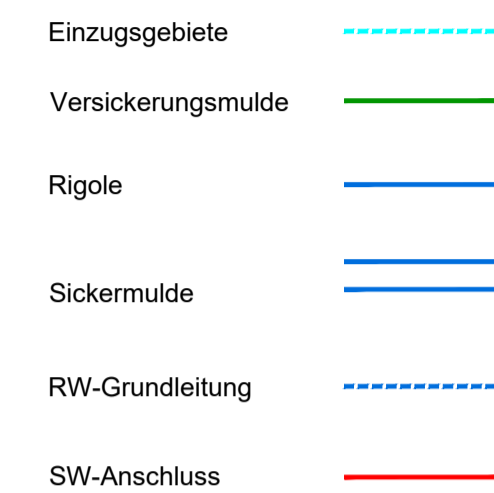 Einzugsgebiete
Versickerungsmulde
Rigole
Sickermulde
RW-Grundleitung
SW-Anschluss